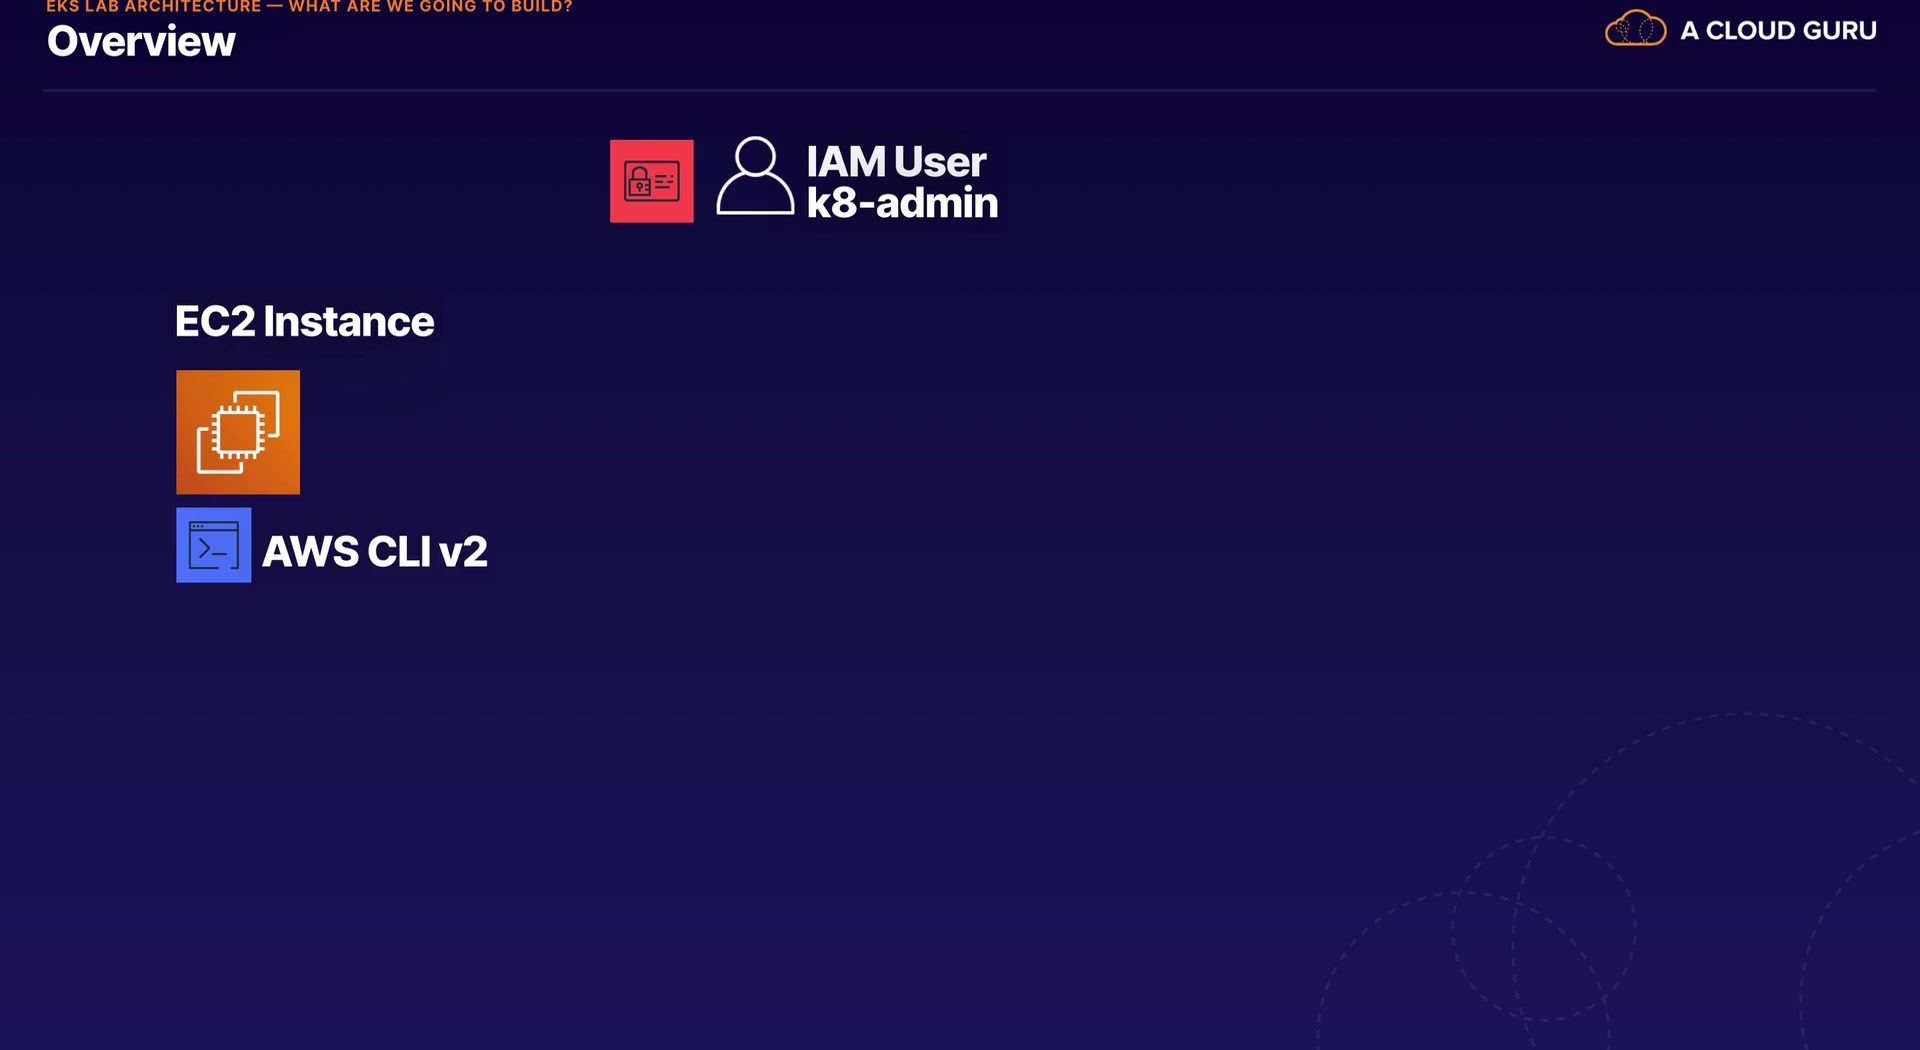 EKS LAB ARCHITECTURE — WHAT ARE WE GOING TO BUILD?
Overview
A CLOUD GURU
IAM User
k8-admin
EC2 Instance
AWS CLI v2